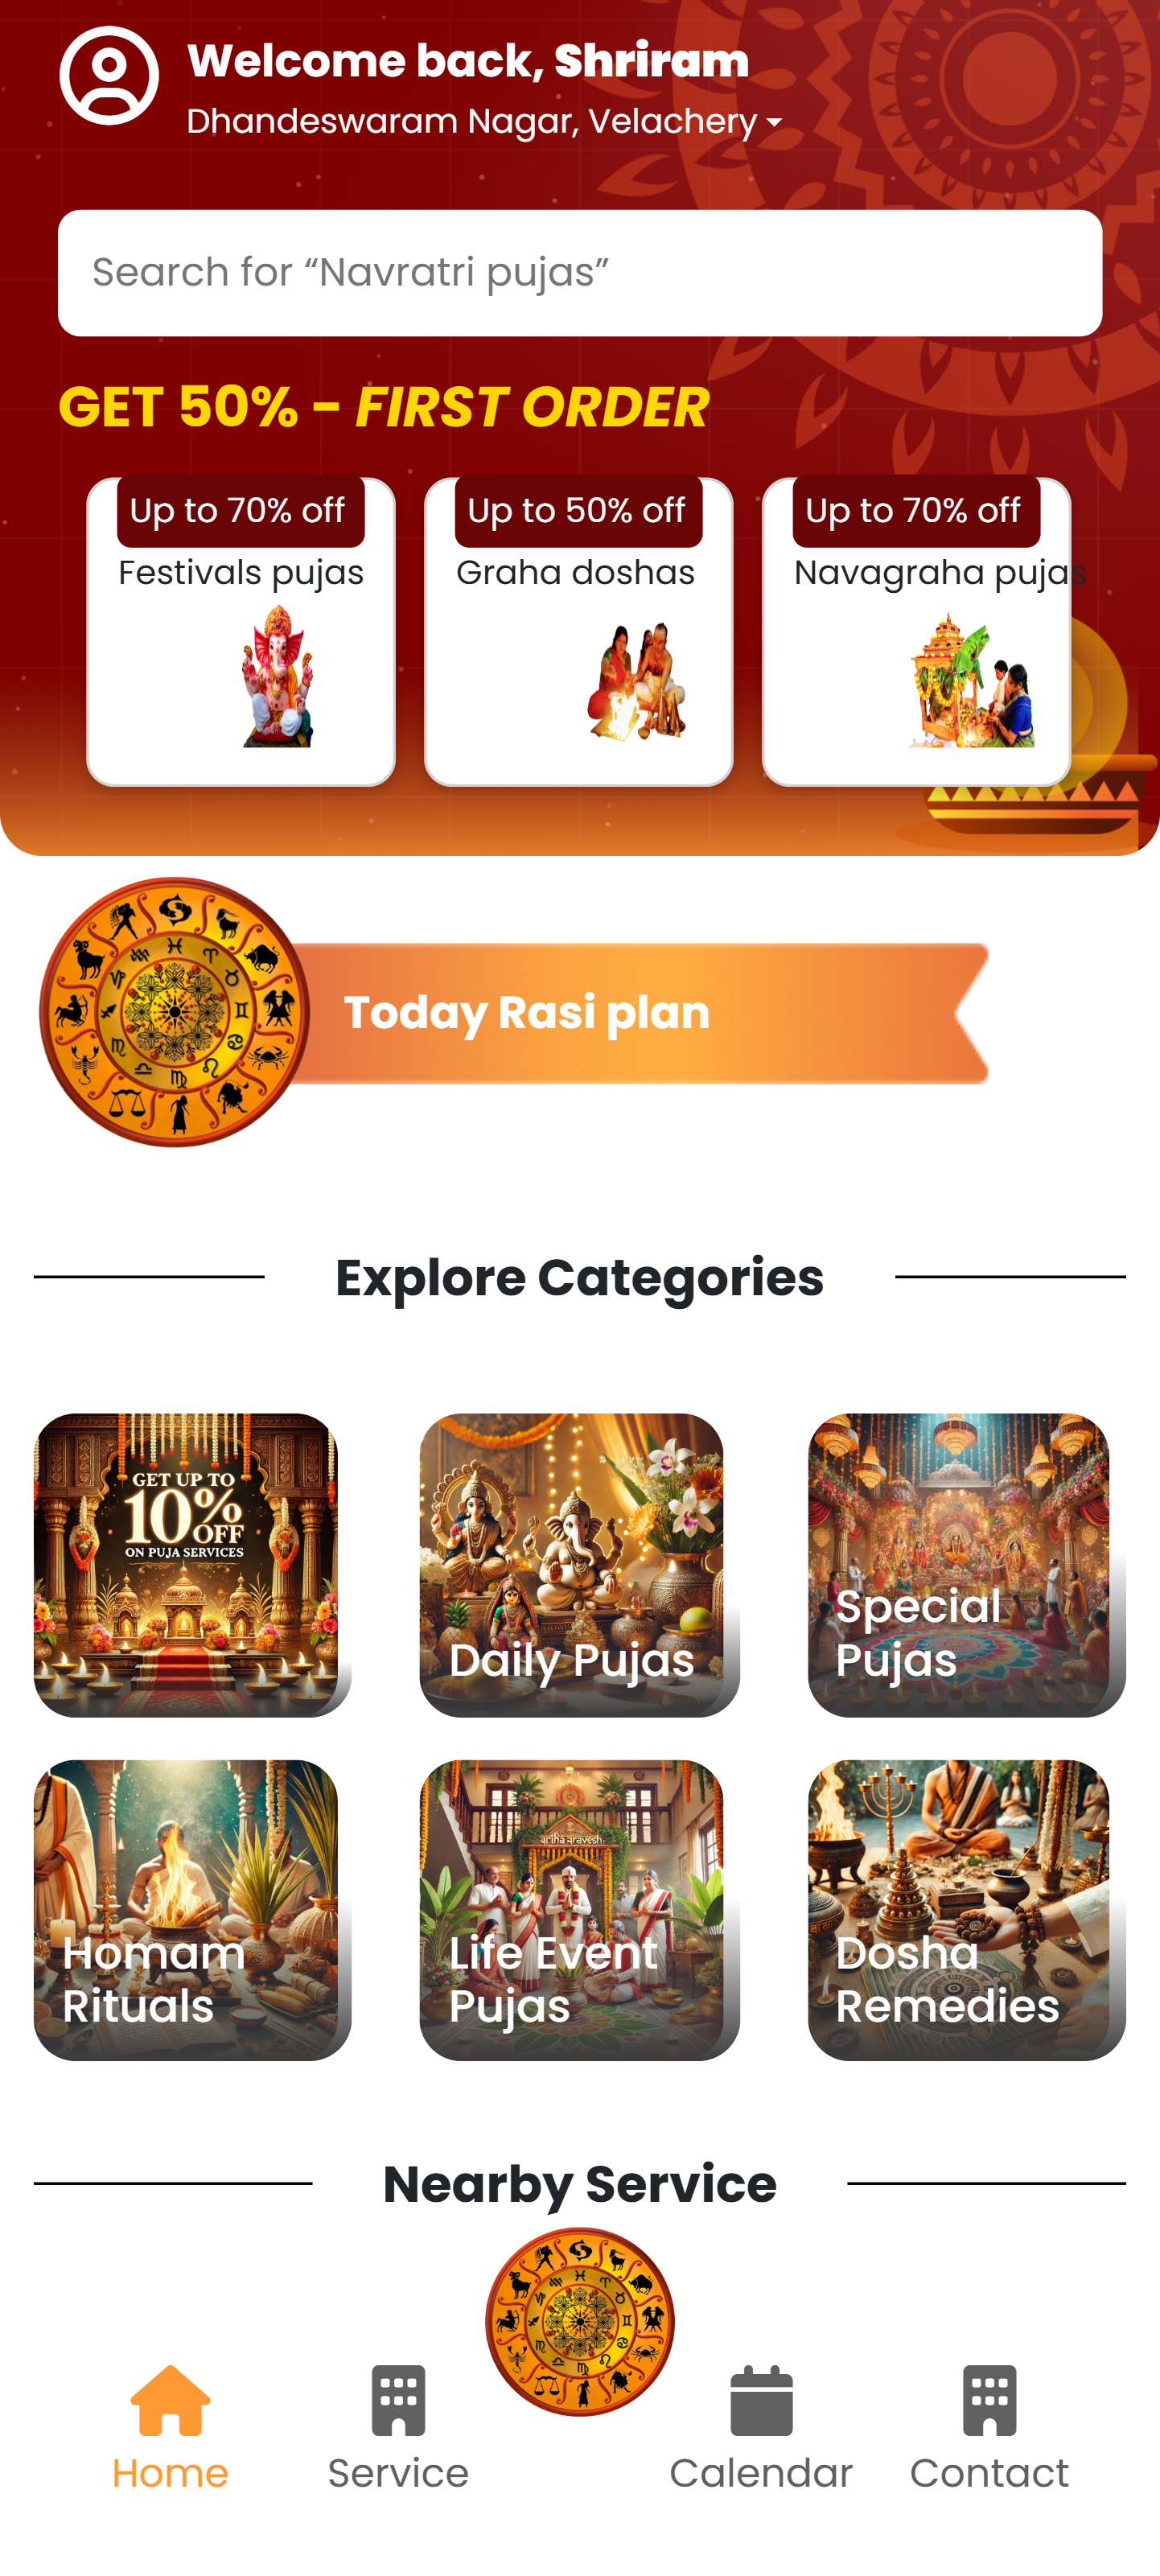 Welcome back, Shriram
Dhandeswaram Nagar, Velachery
Search for “Navratri pujas”
GET 50% - FIRST ORDER
Up to 70% off
Festivals pujas
Up to 50% off
Graha doshas
Up to 70% off
Navagraha pujas
Today Rasi plan
Explore Categories
GET UP TO
10%
OFF
ON PUJA SERVICES
Daily Pujas
Special
Pujas
Homam
Rituals
Life Event
Pujas
Dosha
Remedies
Nearby Service
Home
Service
Calendar
Contact